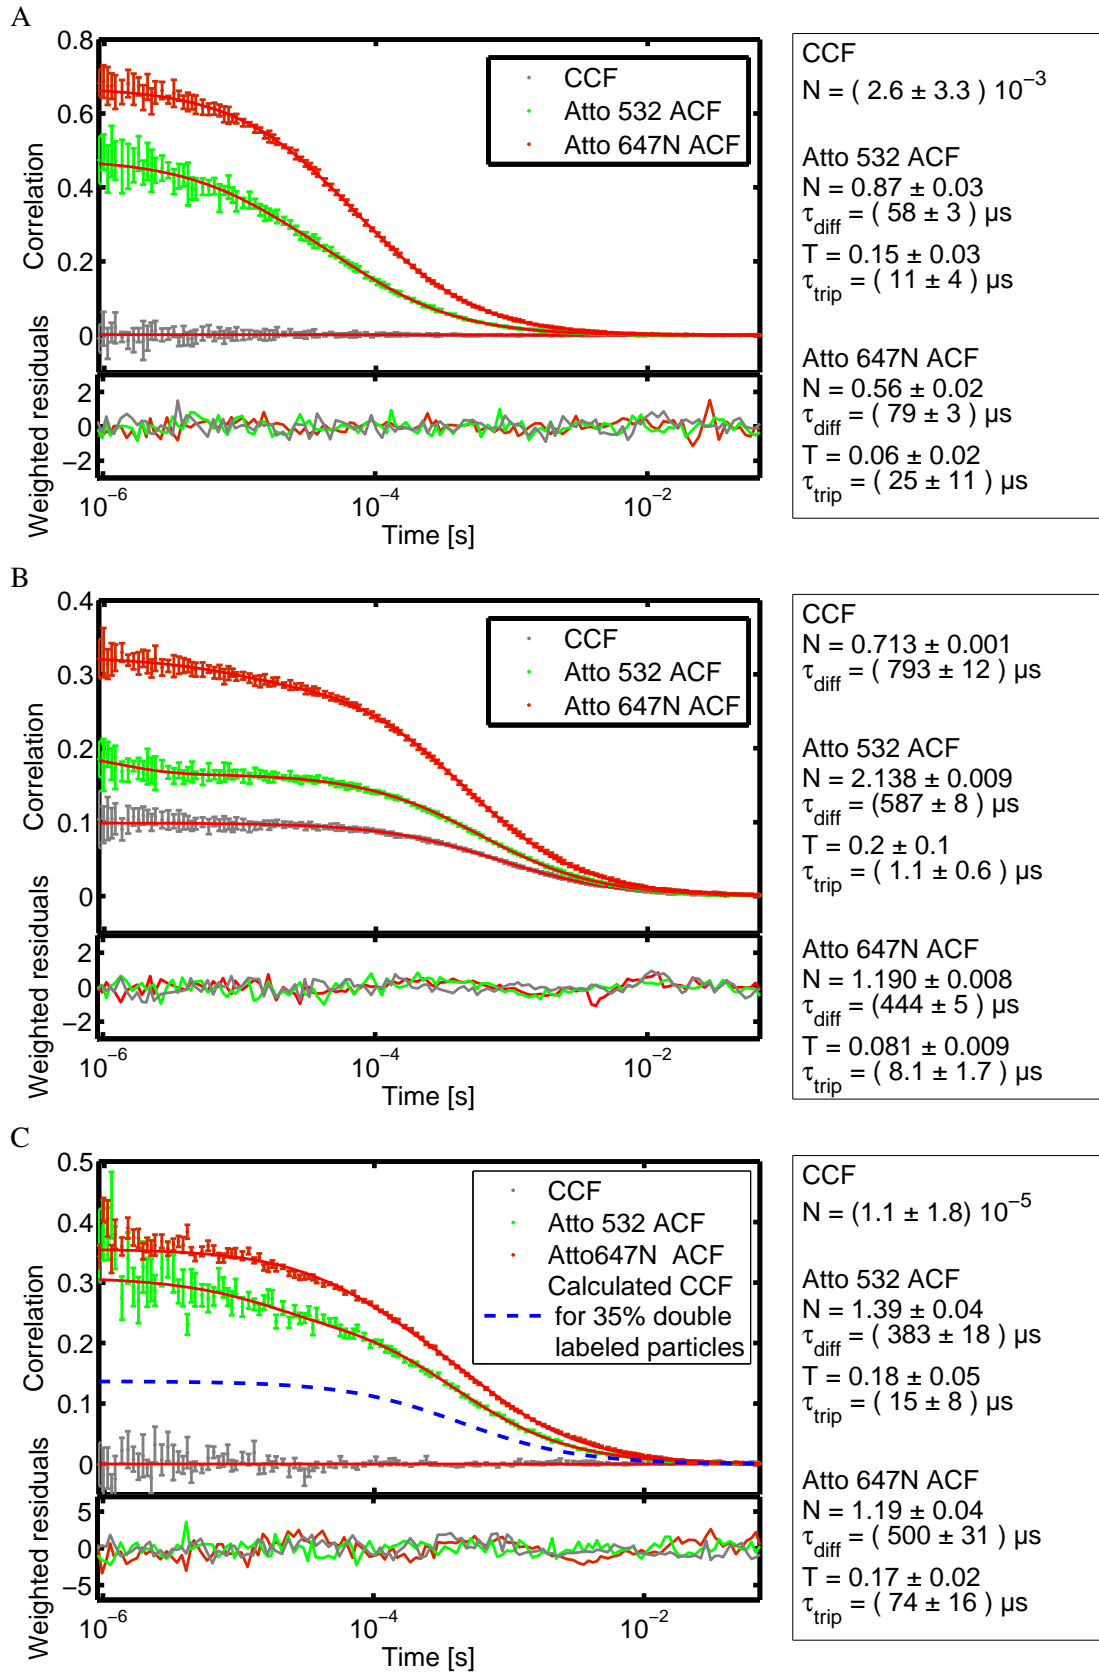 A
0.8
0.6
0.4
0.2
0
Correlation
CCF
Atto 532 ACF
Atto 647N ACF
2
0
−2
Weighted residuals
10−6
10−4
10−2
Time [s]
CCF
N = ( 2.6 ± 3.3 ) 10−3
Atto 532 ACF
N = 0.87 ± 0.03
τdiff = ( 58 ± 3 ) µs
T = 0.15 ± 0.03
τtrip = ( 11 ± 4 ) µs
Atto 647N ACF
N = 0.56 ± 0.02
τdiff = ( 79 ± 3 ) µs
T = 0.06 ± 0.02
τtrip = ( 25 ± 11 ) µs
B
0.4
0.3
0.2
0.1
0
Correlation
CCF
Atto 532 ACF
Atto 647N ACF
2
0
−2
Weighted residuals
10−6
10−4
10−2
Time [s]
CCF
N = 0.713 ± 0.001
τdiff = ( 793 ± 12 ) µs
Atto 532 ACF
N = 2.138 ± 0.009
τdiff = (587 ± 8 ) µs
T = 0.2 ± 0.1
τtrip = ( 1.1 ± 0.6 ) µs
Atto 647N ACF
N = 1.190 ± 0.008
τdiff = (444 ± 5 ) µs
T = 0.081 ± 0.009
τtrip = ( 8.1 ± 1.7 ) µs
C
0.5
0.4
0.3
0.2
0.1
0
Correlation
CCF
Atto 532 ACF
Atto647N ACF
Calculated CCF
for 35% double
labeled particles
5
0
−5
Weighted residuals
10−6
10−4
10−2
Time [s]
CCF
N = (1.1 ± 1.8) 10−5
Atto 532 ACF
N = 1.39 ± 0.04
τdiff = ( 383 ± 18 ) µs
T = 0.18 ± 0.05
τtrip = ( 15 ± 8 ) µs
Atto 647N ACF
N = 1.19 ± 0.04
τdiff = ( 500 ± 31 ) µs
T = 0.17 ± 0.02
τtrip = ( 74 ± 16 ) µs